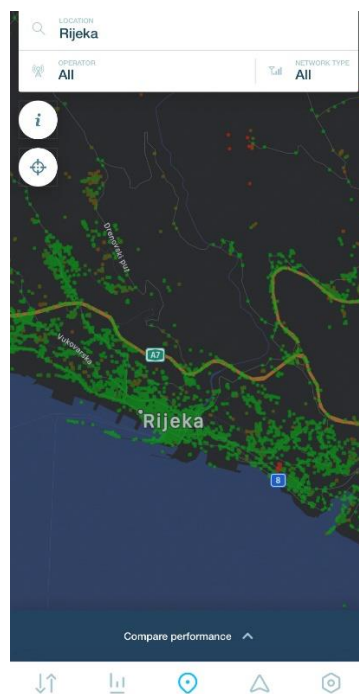 LOCATION
Rijeka
OPERATOR
All
NETWORK TYPE
All
i
Drenovski put
A7
Vukovarska
Rijeka
8
Compare performance